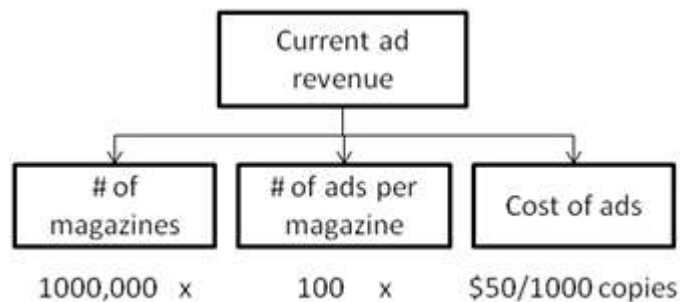 Current ad
revenue
# of
magazines
# of ads per
magazine
Cost of ads
1000,000 x
100 x
$50/1000 copies